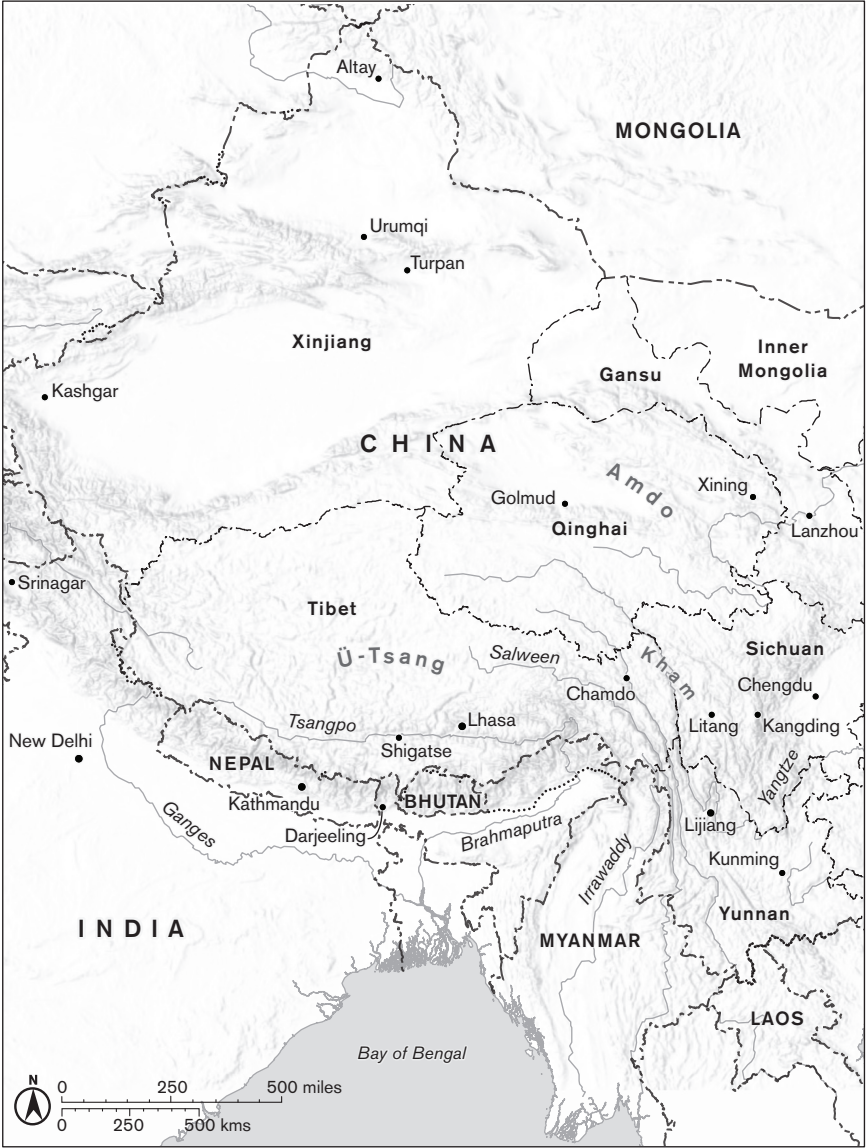 Altay
MONGOLIA
Urumqi
Turpan
Xinjiang
Inner
Mongolia
Gansu
Kashgar
CHINA
Amdo
Xining
Golmud
Qinghai
Lanzhou
Srinagar
Tibet
Ü-Tsang
Salween
Kham
Sichuan
Chamdo
Chengdu
Tsangpo
Lhasa
Litang
Kangding
New Delhi
Shigatse
NEPAL
Yangtze
Kathmandu
BHUTAN
Ganges
Darjeeling
Brahmaputra
Lijiang
Irrawaddy
Kunming
INDIA
MYANMAR
Yunnan
LAOS
Bay of Bengal
N
0 250 500 miles
0 250 500 kms